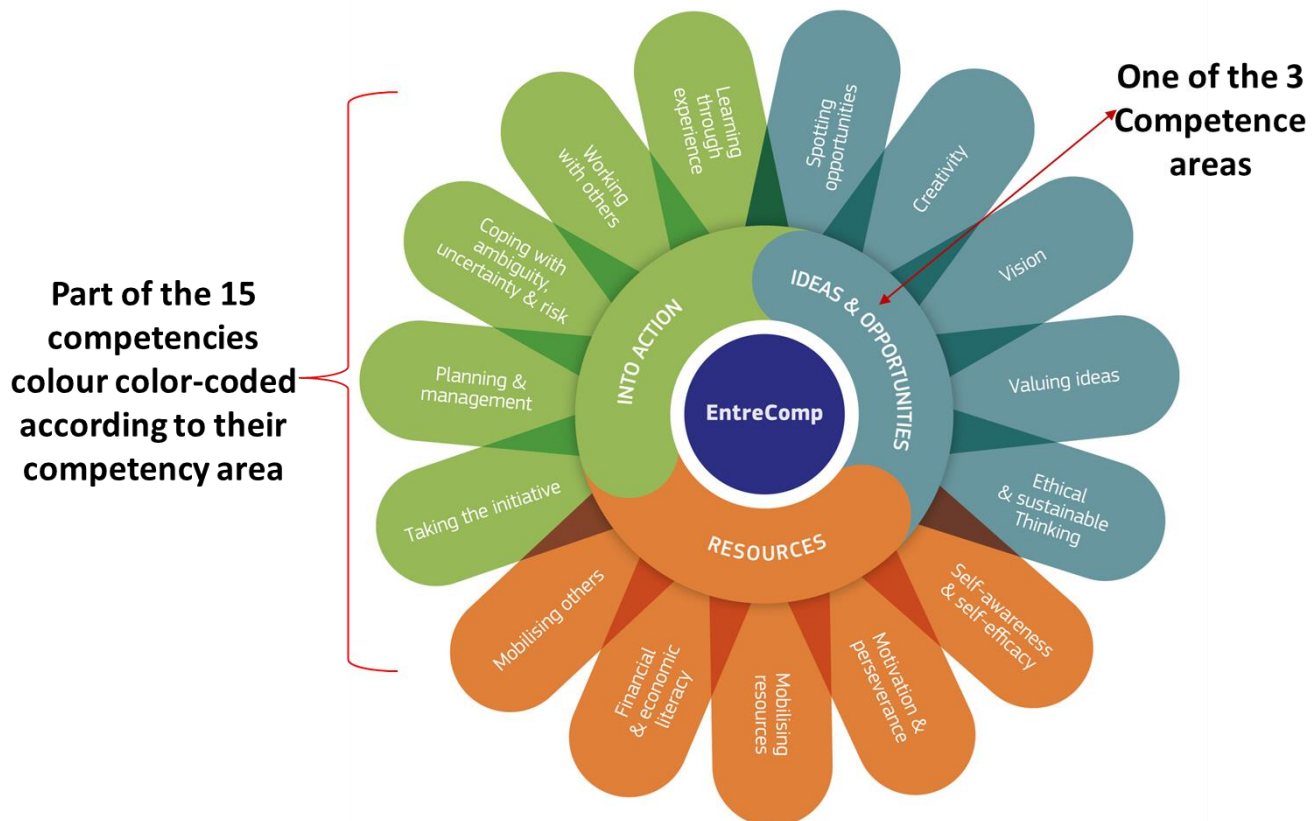 Part of the 15
competencies
colour color-coded
according to their
competency area
One of the 3
Competence
areas
EntreComp
IDEAS & OPPORTUNITIES
RESOURCES
INTO ACTION
Spotting
opportunities
Creativity
Vision
Valuing ideas
Ethical
& sustainable
Thinking
Self-awareness
& self-efficacy
Motivation &
perseverance
Mobilising
resources
Financial
& economic
literacy
Mobilising others
Taking the initiative
Planning &
management
Coping with
ambiguity,
uncertainty & risk
Working
with others
Learning
through
experience